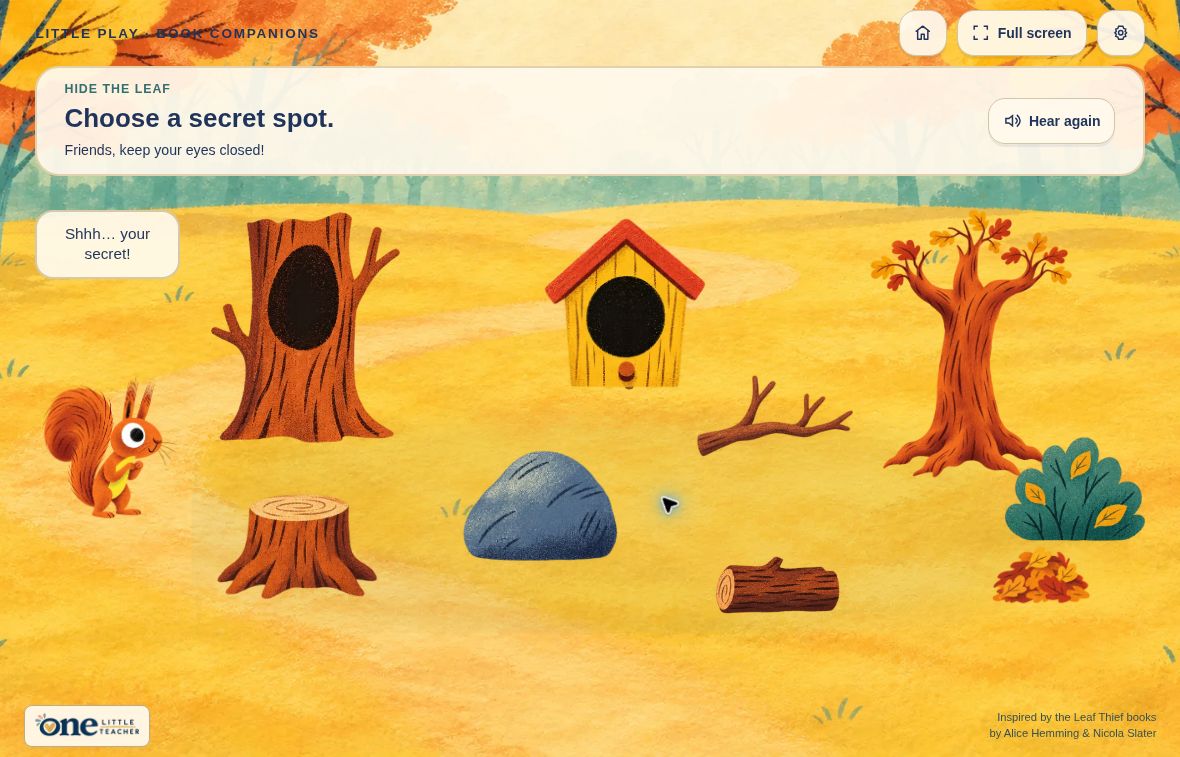 LITTLE PLAY · BOOK COMPANIONS
Full screen
HIDE THE LEAF
Choose a secret spot.
Friends, keep your eyes closed!
Hear again
Shhh… your
secret!
one LITTLE
TEACHER
Inspired by the Leaf Thief books
by Alice Hemming & Nicola Slater